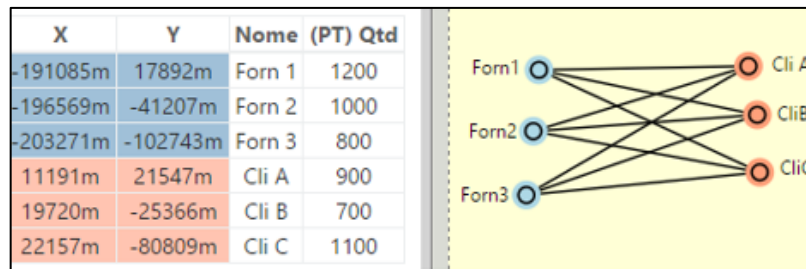 X Y Nome (PT) Qtd
-191085m 17892m Forn 1 1200
-196569m -41207m Forn 2 1000
-203271m -102743m Forn 3 800
11191m 21547m Cli A 900
19720m -25366m Cli B 700
22157m -80809m Cli C 1100
Forn1 Cli A
Forn2 CliB
Forn3 CliC